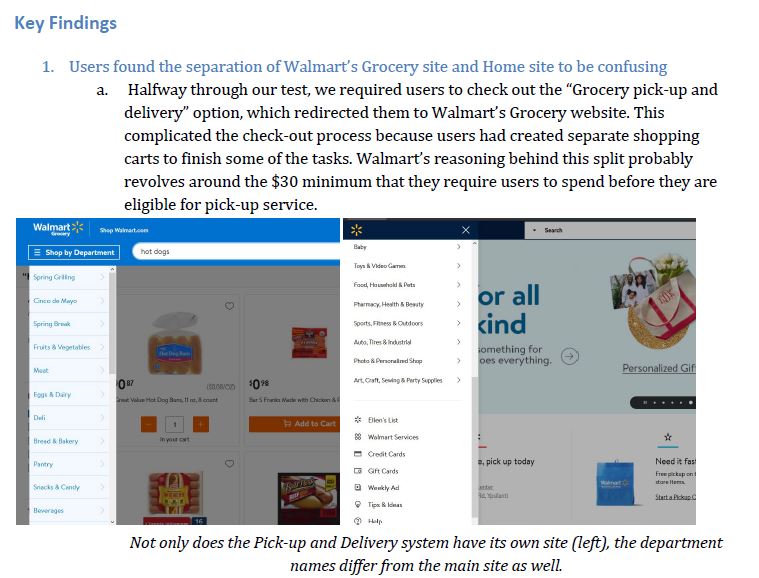 Key Findings
1. Users found the separation of Walmart's Grocery site and Home site to be confusing
a. Halfway through our test, we required users to check out the "Grocery pick-up and
delivery" option, which redirected them to Walmart's Grocery website. This
complicated the check-out process because users had created separate shopping
carts to finish some of the tasks. Walmart's reasoning behind this split probably
revolves around the $30 minimum that they require users to spend before they are
eligible for pick-up service.
Walmart
Grocery
Shop Walmart.com
Shop by Department
hot dogs
Spring Grilling
Cinco de Mayo
Spring Break
Fruits & Vegetables
Meat
Eggs & Dairy
Deli
Bread & Bakery
Pantry
Snacks & Candy
Beverages
Hot Dog Buns
0 87
Great Value Hot Dog Buns, 11 oz, 8 count
1
In your cart
$0 98
Bar S Franks Made with Chicken &
Add to Cart
WIENERS
16
Baby
Toys & Video Games
Food, Household & Pets
Pharmacy, Health & Beauty
Sports, Fitness & Outdoors
Auto, Tires & Industrial
Photo & Personalized Shop
Art, Craft, Sewing & Party Supplies
Ellen's List
Walmart Services
Credit Cards
Gift Cards
Weekly Ad
Tips & Ideas
Help
Search
or all
kind
something for
oes everything.
Personalized Gif
, pick up today
Ypsilanti
Walmart
Need it fas
Free pickup on
store items.
Start a Pickup O
Not only does the Pick-up and Delivery system have its own site (left), the department
names differ from the main site as well.